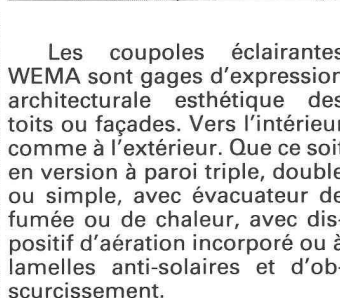 Les coupoles éclairantes
WEMA sont gages d'expression
architecturale esthétique des
toits ou façades. Vers l'intérieur
comme à l'extérieur. Que ce soit
en version à paroi triple, double
ou simple, avec évacuateur de
fumée ou de chaleur, avec dis-
positif d'aération incorporé ou à
lamelles anti-solaires et d'ob-
scurcissement.